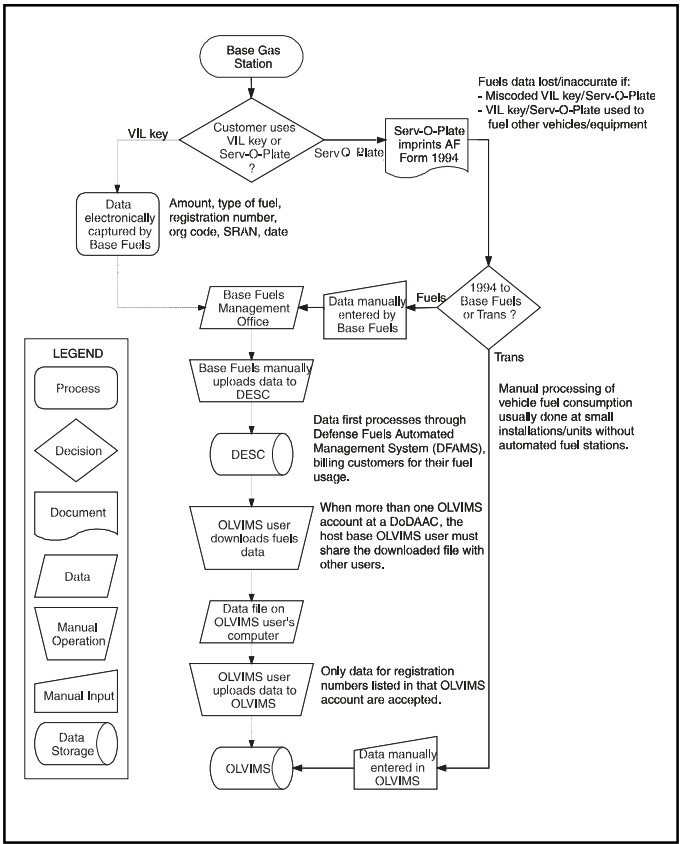 Base Gas
Station
Fuels data lost/inaccurate if:
- Miscoded VIL key/Serv-O-Plate
- VIL key/Serv-O-Plate used to
fuel other vehicles/equipment
Customer uses
VIL key or
Serv-O-Plate
?
VIL key
Serv O-Plate
Serv-O-Plate
imprints AF
Form 1994
Data
electronically
captured by
Base Fuels
Amount, type of fuel,
registration number,
org code, SRAN, date
1994 to
Base Fuels
or Trans ?
Fuels
Data manually
entered by
Base Fuels
Base Fuels
Management
Office
Trans
Base Fuels manually
uploads data to
DESC
Manual processing of
vehicle fuel consumption
usually done at small
installations/units without
automated fuel stations.
Data first processes through
Defense Fuels Automated
Management System (DFAMS),
billing customers for their fuel
usage.
DESC
When more than one OLVIMS
account at a DoDAAC, the
host base OLVIMS user must
share the downloaded file with
other users.
OLVIMS user
downloads fuels
data
Data file on
OLVIMS user's
computer
OLVIMS user
uploads data to
OLVIMS
Only data for registration
numbers listed in that OLVIMS
account are accepted.
OLVIMS
Data manually
entered in
OLVIMS
LEGEND
Process
Decision
Document
Data
Manual
Operation
Manual Input
Data
Storage